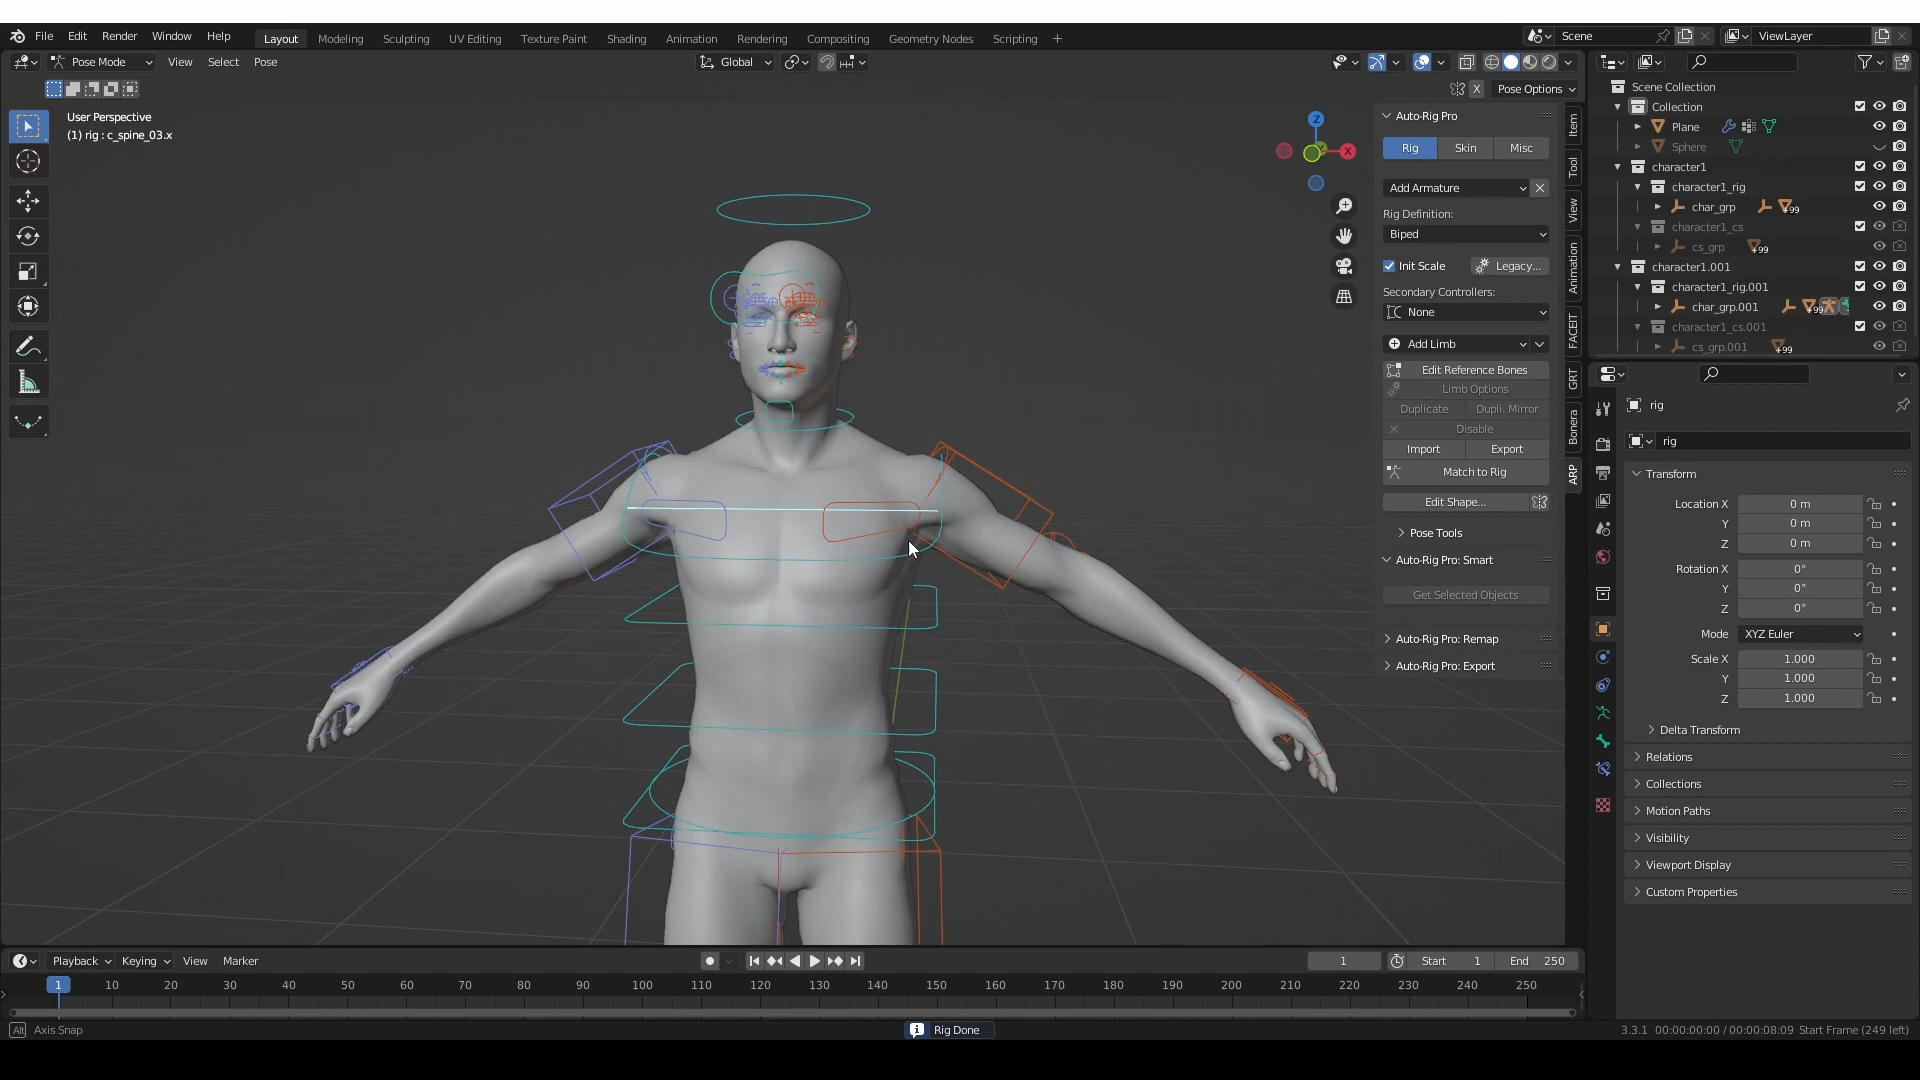 File Edit Render Window Help Layout Modeling Sculpting UV Editing Texture Paint Shading Animation Rendering Compositing Geometry Nodes Scripting + Scene ViewLayer
Pose Mode View Select Pose Global
X Pose Options
User Perspective
(1) rig : c_spine_03.x
Z
X
Item
Tool
View
Animation
FACEIT
GRT
Bonera
ARP
Auto-Rig Pro
Rig Skin Misc
Add Armature
Rig Definition:
Biped
Init Scale Legacy...
Secondary Controllers:
None
Add Limb
Edit Reference Bones
Limb Options
Duplicate Dupli. Mirror
Disable
Import Export
Match to Rig
Edit Shape...
Pose Tools
Auto-Rig Pro: Smart
Get Selected Objects
Auto-Rig Pro: Remap
Auto-Rig Pro: Export
Scene Collection
Collection
Plane
Sphere
character1
character1_rig
char_grp +99
character1_cs
cs_grp +99
character1.001
character1_rig.001
char_grp.001 +99
character1_cs.001
cs_grp.001 +99
rig
rig
Transform
Location X 0 m
Y 0 m
Z 0 m
Rotation X 0°
Y 0°
Z 0°
Mode XYZ Euler
Scale X 1.000
Y 1.000
Z 1.000
Delta Transform
Relations
Collections
Motion Paths
Visibility
Viewport Display
Custom Properties
Playback Keying View Marker 1 Start 1 End 250
1 10 20 30 40 50 60 70 80 90 100 110 120 130 140 150 160 170 180 190 200 210 220 230 240 250
Alt Axis Snap Rig Done 3.3.1 00:00:00:00 / 00:00:08:09 Start Frame (249 left)